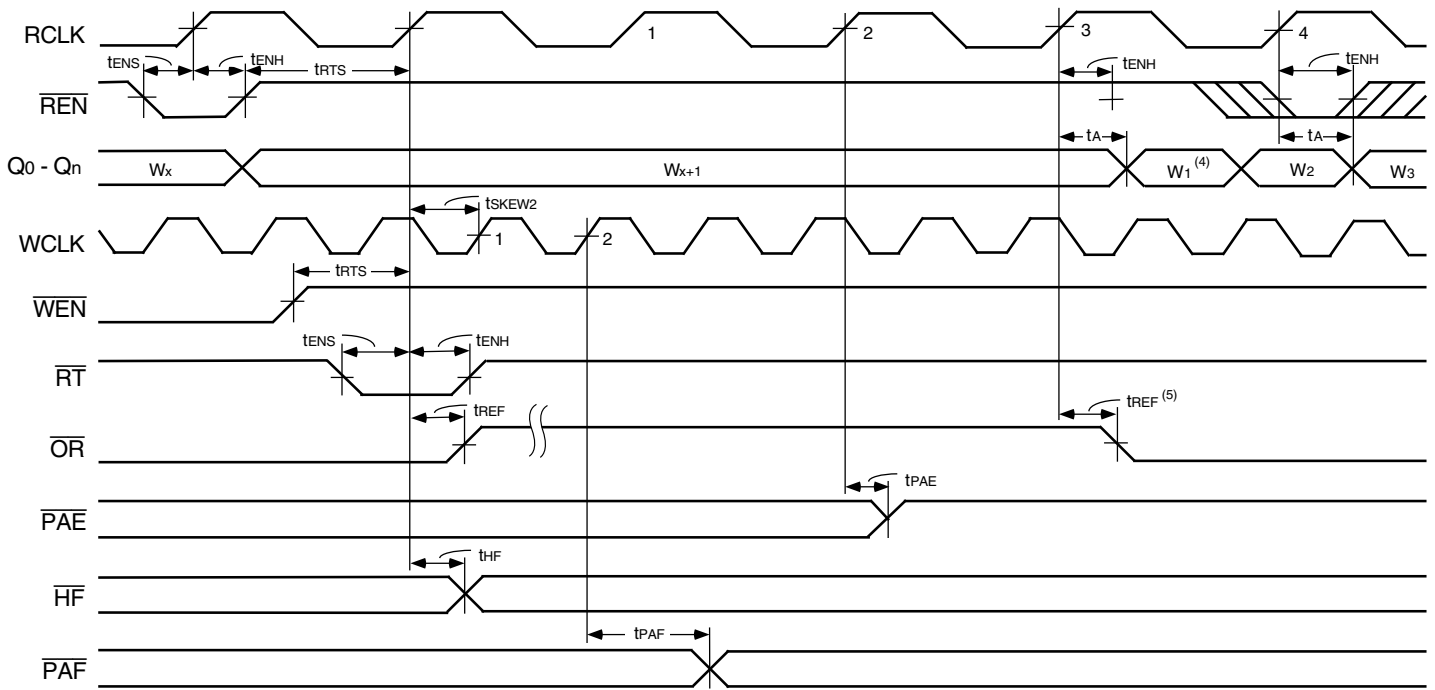 RCLK 1 2 3 4
tENS tENH tRTS tENH tENH
REN
tA tA
Q0 - Qn Wx Wx+1 W1 (4) W2 W3
tSKEW2
WCLK 1 2
tRTS
WEN
tENS tENH
RT
tREF tREF (5)
OR
tPAE
PAE
tHF
HF
tPAF
PAF